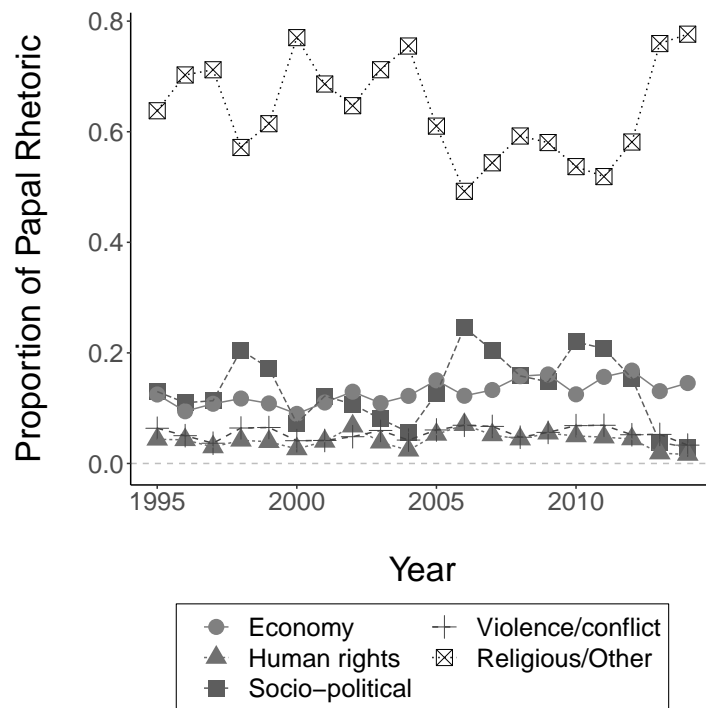 Proportion of Papal Rhetoric
0.8
0.6
0.4
0.2
0.0
1995 2000 2005 2010
Year
Economy Violence/conflict
Human rights Religious/Other
Socio−political